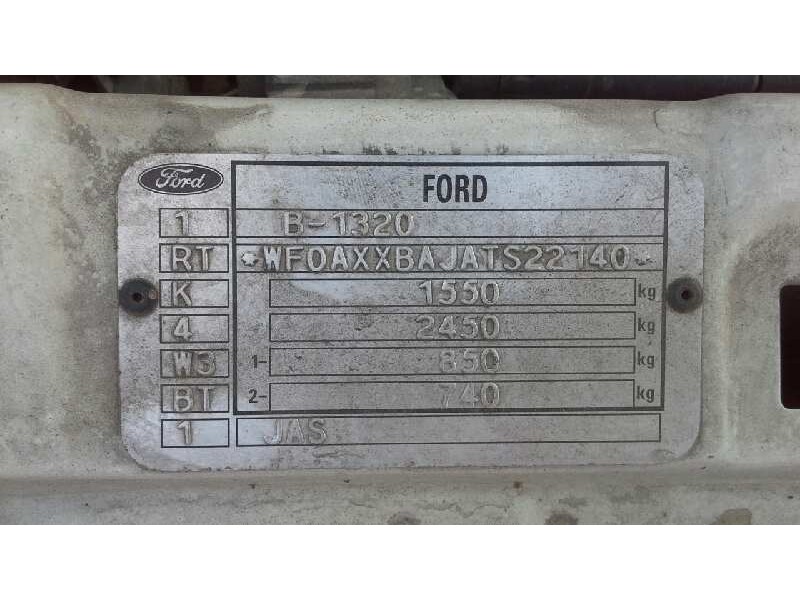 Ford FORD
1 B-1320
RT *WF0AXXBAJATS22140*
K 1550 kg
4 2450 kg
W3 1- 850 kg
BT 2- 740 kg
1 JAS